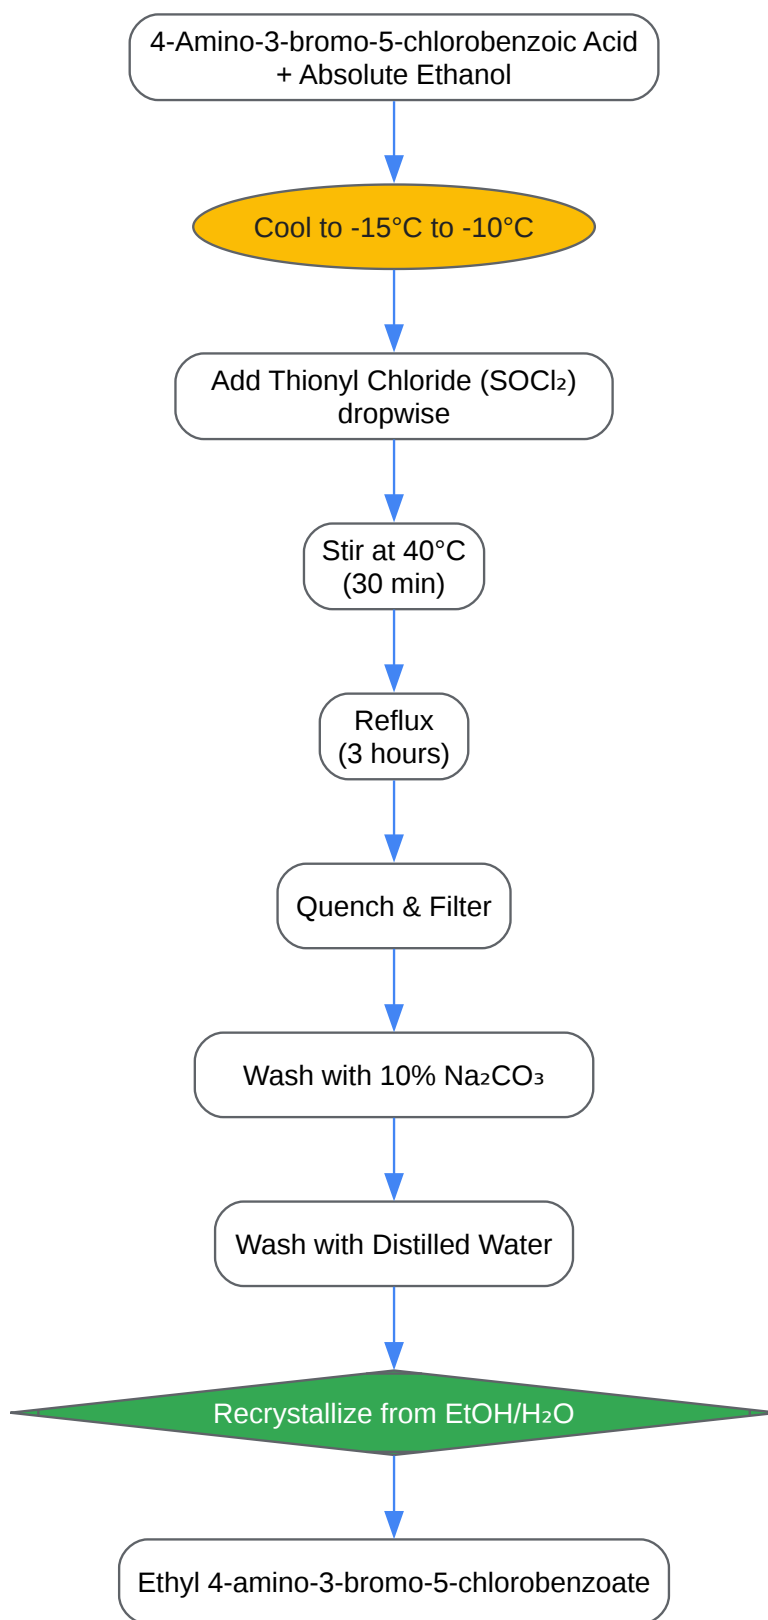 4-Amino-3-bromo-5-chlorobenzoic Acid
+ Absolute Ethanol
Cool to -15°C to -10°C
Add Thionyl Chloride (SOCl₂)
dropwise
Stir at 40°C
(30 min)
Reflux
(3 hours)
Quench & Filter
Wash with 10% Na₂CO₃
Wash with Distilled Water
Recrystallize from EtOH/H₂O
Ethyl 4-amino-3-bromo-5-chlorobenzoate